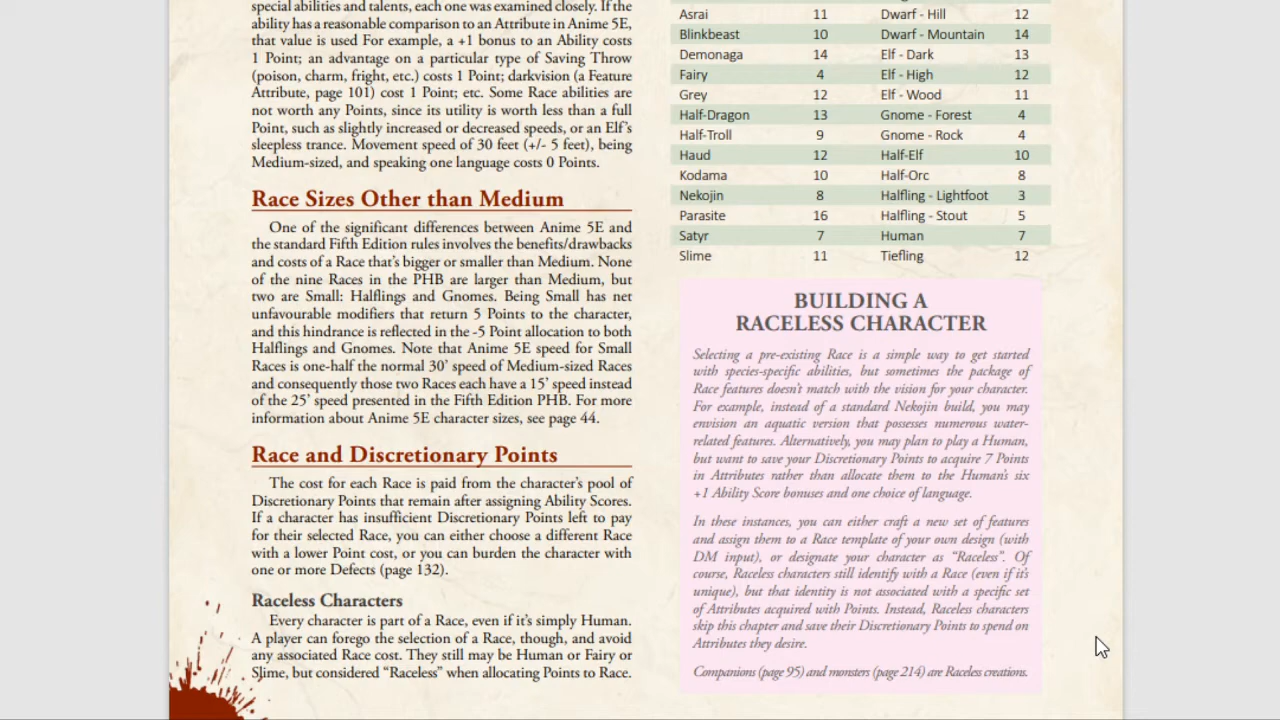 special abilities and talents, each one was examined closely. If the
ability has a reasonable comparison to an Attribute in Anime 5E,
that value is used For example, a +1 bonus to an Ability costs
1 Point; an advantage on a particular type of Saving Throw
(poison, charm, fright, etc.) costs 1 Point; darkvision (a Feature
Attribute, page 101) cost 1 Point; etc. Some Race abilities are
not worth any Points, since its utility is worth less than a full
Point, such as slightly increased or decreased speeds, or an Elf's
sleepless trance. Movement speed of 30 feet (+/- 5 feet), being
Medium-sized, and speaking one language costs 0 Points.
Race Sizes Other than Medium
One of the significant differences between Anime 5E and
the standard Fifth Edition rules involves the benefits/drawbacks
and costs of a Race that's bigger or smaller than Medium. None
of the nine Races in the PHB are larger than Medium, but
two are Small: Halflings and Gnomes. Being Small has net
unfavourable modifiers that return 5 Points to the character,
and this hindrance is reflected in the -5 Point allocation to both
Halflings and Gnomes. Note that Anime 5E speed for Small
Races is one-half the normal 30' speed of Medium-sized Races
and consequently those two Races each have a 15' speed instead
of the 25' speed presented in the Fifth Edition PHB. For more
information about Anime 5E character sizes, see page 44.
Race and Discretionary Points
The cost for each Race is paid from the character's pool of
Discretionary Points that remain after assigning Ability Scores.
If a character has insufficient Discretionary Points left to pay
for their selected Race, you can either choose a different Race
with a lower Point cost, or you can burden the character with
one or more Defects (page 132).
Raceless Characters
Every character is part of a Race, even if it's simply Human.
A player can forego the selection of a Race, though, and avoid
any associated Race cost. They still may be Human or Fairy or
Slime, but considered "Raceless" when allocating Points to Race.
Asrai 11 Dwarf - Hill 12
Blinkbeast 10 Dwarf - Mountain 14
Demonaga 14 Elf - Dark 13
Fairy 4 Elf - High 12
Grey 12 Elf - Wood 11
Half-Dragon 13 Gnome - Forest 4
Half-Troll 9 Gnome - Rock 4
Haud 12 Half-Elf 10
Kodama 10 Half-Orc 8
Nekojin 8 Halfling - Lightfoot 3
Parasite 16 Halfling - Stout 5
Satyr 7 Human 7
Slime 11 Tiefling 12
BUILDING A
RACELESS CHARACTER
Selecting a pre-existing Race is a simple way to get started
with species-specific abilities, but sometimes the package of
Race features doesn't match with the vision for your character.
For example, instead of a standard Nekojin build, you may
envision an aquatic version that possesses numerous water-
related features. Alternatively, you may plan to play a Human,
but want to save your Discretionary Points to acquire 7 Points
in Attributes rather than allocate them to the Human's six
+1 Ability Score bonuses and one choice of language.
In these instances, you can either craft a new set of features
and assign them to a Race template of your own design (with
DM input), or designate your character as "Raceless". Of
course, Raceless characters still identify with a Race (even if it's
unique), but that identity is not associated with a specific set
of Attributes acquired with Points. Instead, Raceless characters
skip this chapter and save their Discretionary Points to spend on
Attributes they desire.
Companions (page 95) and monsters (page 214) are Raceless creations.